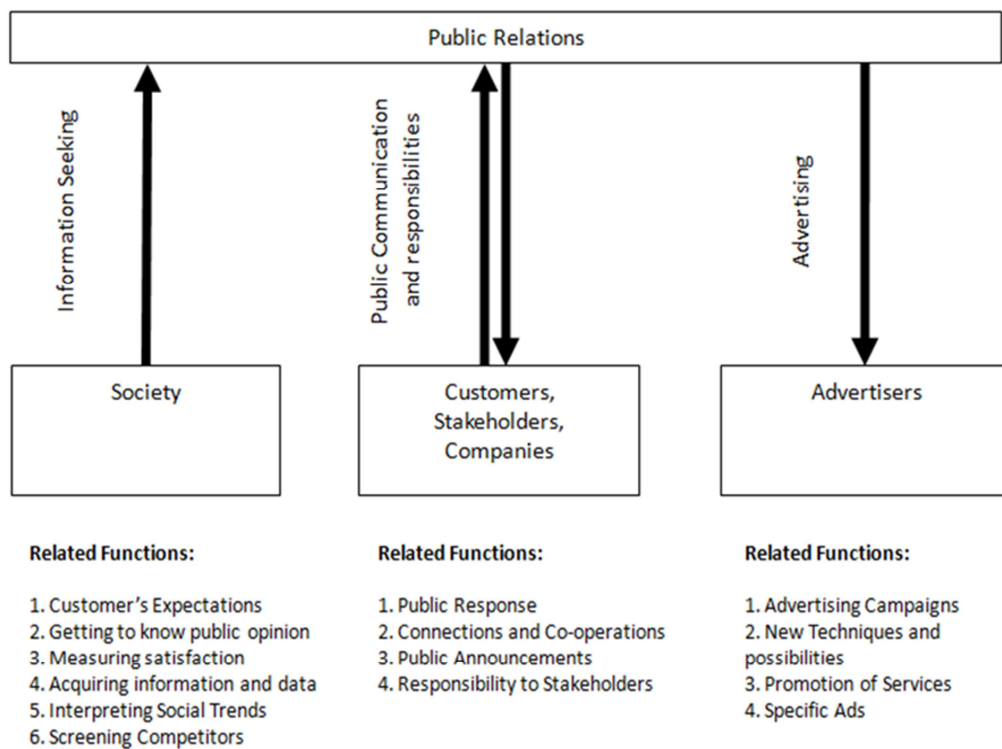 Public Relations
Information Seeking
Public Communication
and responsibilities
Advertising
Society
Customers,
Stakeholders,
Companies
Advertisers
Related Functions:
1. Customer's Expectations
2. Getting to know public opinion
3. Measuring satisfaction
4. Acquiring information and data
5. Interpreting Social Trends
6. Screening Competitors
Related Functions:
1. Public Response
2. Connections and Co-operations
3. Public Announcements
4. Responsibility to Stakeholders
Related Functions:
1. Advertising Campaigns
2. New Techniques and
possibilities
3. Promotion of Services
4. Specific Ads